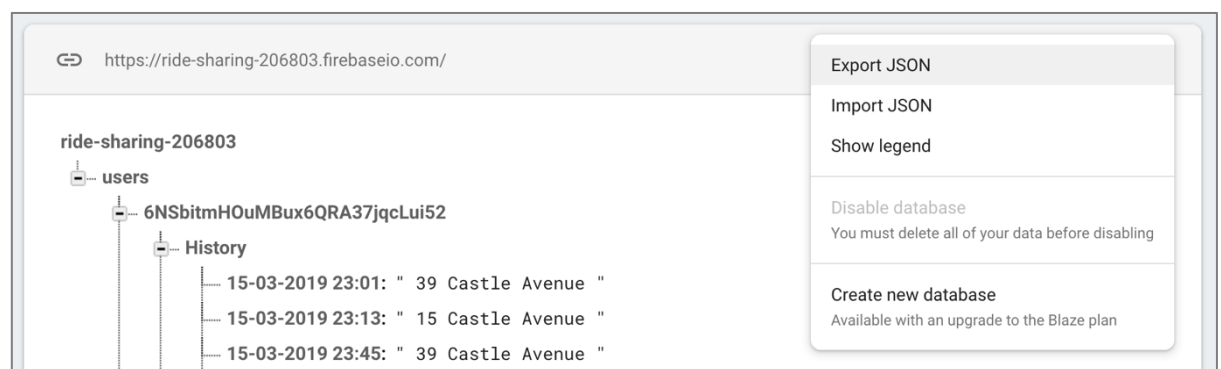 https://ride-sharing-206803.firebaseio.com/
ride-sharing-206803
users
6NSbitmHOuMBux6QRA37jqcLui52
History
15-03-2019 23:01: " 39 Castle Avenue "
15-03-2019 23:13: " 15 Castle Avenue "
15-03-2019 23:45: " 39 Castle Avenue "
Export JSON
Import JSON
Show legend
Disable database
You must delete all of your data before disabling
Create new database
Available with an upgrade to the Blaze plan